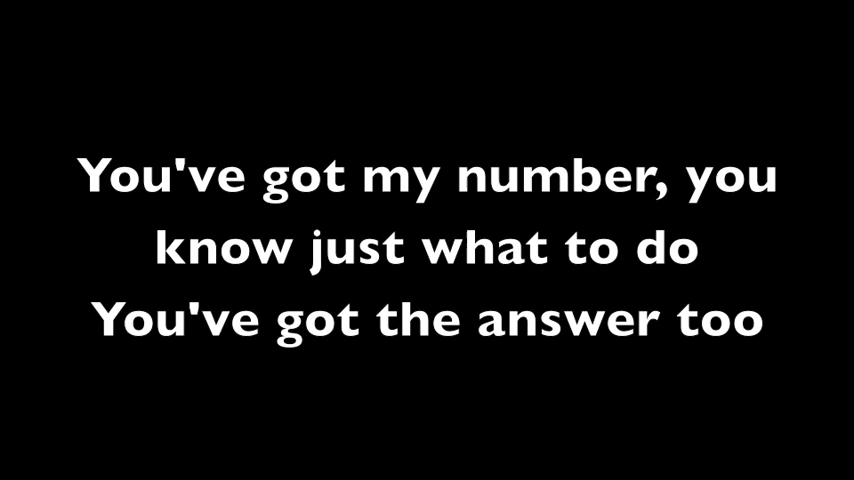 You've got my number, you
know just what to do
You've got the answer too